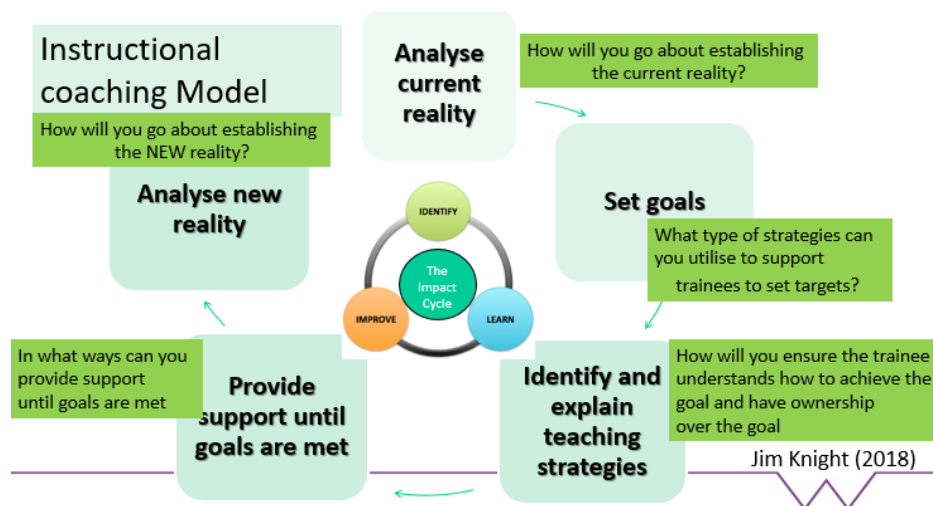 Instructional
coaching Model
Analyse
current
reality
How will you go about establishing
the current reality?
How will you go about establishing
the NEW reality?
Analyse new
reality
Set goals
What type of strategies can
you utilise to support
trainees to set targets?
IDENTIFY
The
Impact
Cycle
IMPROVE
LEARN
In what ways can you
provide support
until goals are met
Provide
support until
goals are met
Identify and
explain
teaching
strategies
How will you ensure the trainee
understands how to achieve the
goal and have ownership
over the goal
Jim Knight (2018)